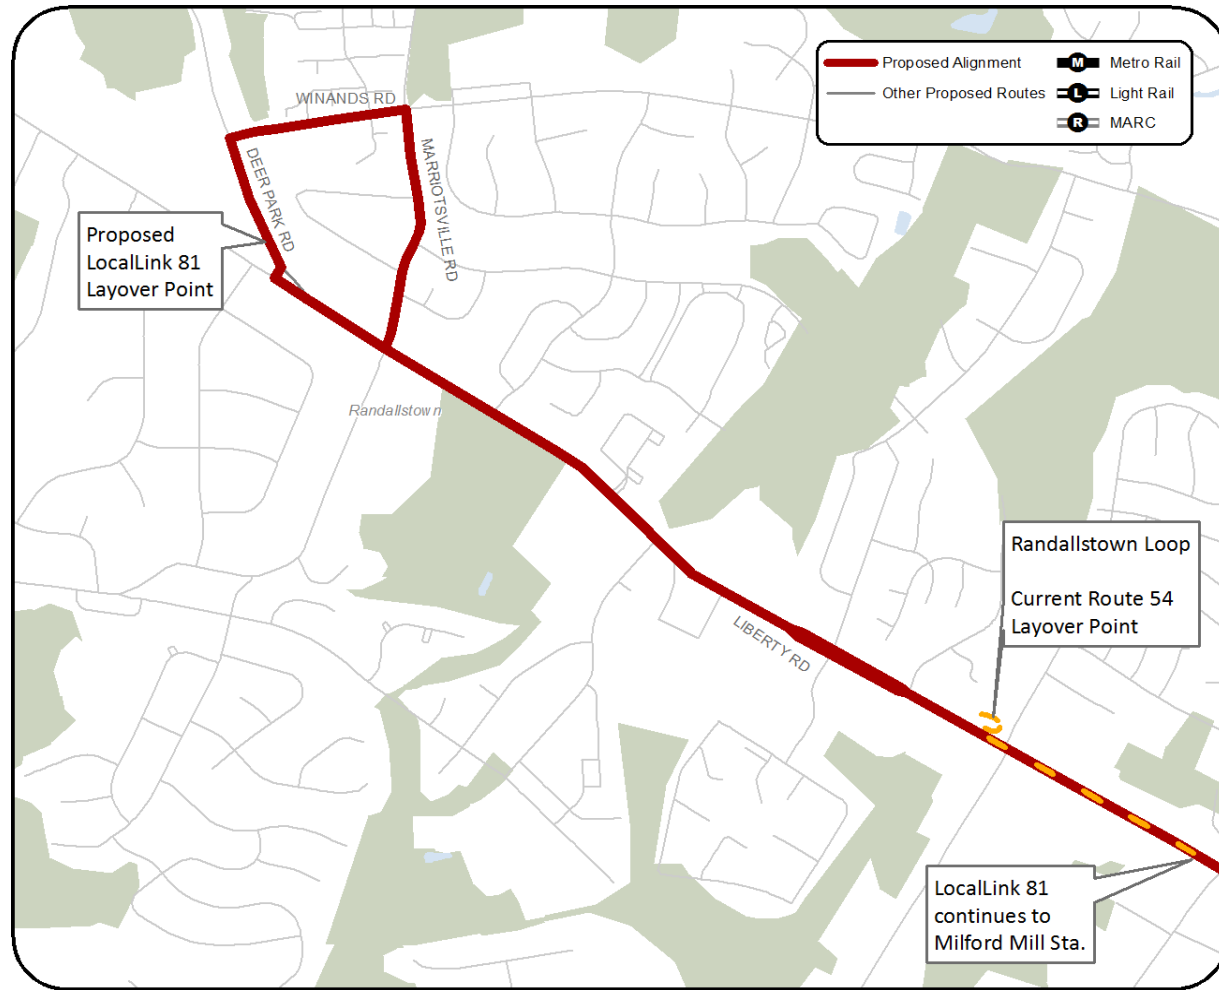 Proposed Alignment
Other Proposed Routes
M Metro Rail
L Light Rail
R MARC
WINANDS RD
DEER PARK RD
MARRIOTSVILLE RD
Proposed
LocalLink 81
Layover Point
Randallstown
LIBERTY RD
Randallstown Loop
Current Route 54
Layover Point
LocalLink 81
continues to
Milford Mill Sta.